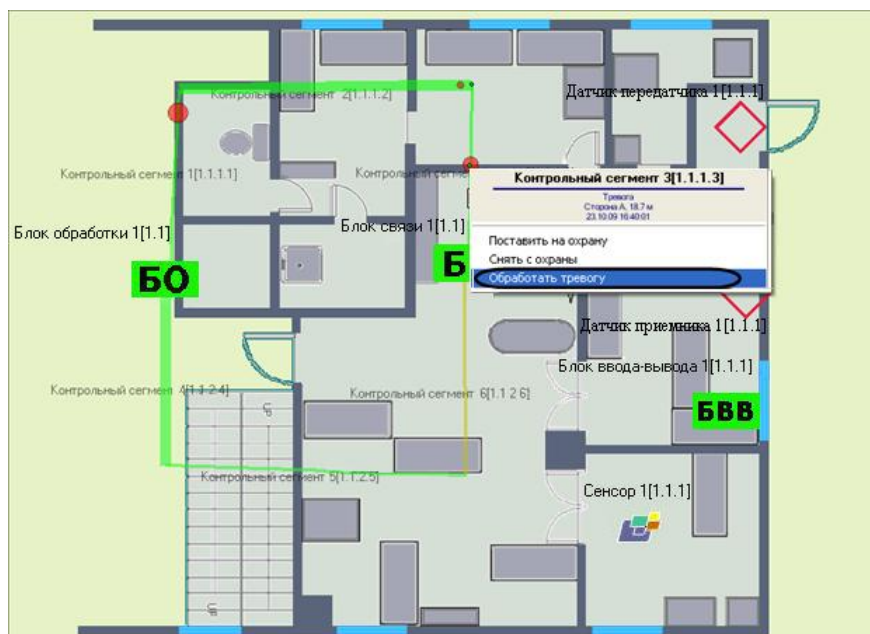 Контрольный сегмент 2[1.1.1.2]
Датчик передатчика 1[1.1.1]
Контрольный сегмент 1[1.1.1.1]
Контрольный сегме
Контрольный сегмент 3[1.1.1.3]
Тревога
Сторона А, 18.7 м
23.10.09 16:40:01
Поставить на охрану
Снять с охраны
Обработать тревогу
Блок обработки 1[1.1]
Блок связи 1[1.1]
БО
Б
Датчик приемника 1[1.1.1]
Блок ввода-вывода 1[1.1.1]
Контрольный сегмент 4[1.1.2.4]
Контрольный сегмент 6[1.1.2.6]
БВВ
Контрольный сегмент 5[1.1.2.5]
Сенсор 1[1.1.1]